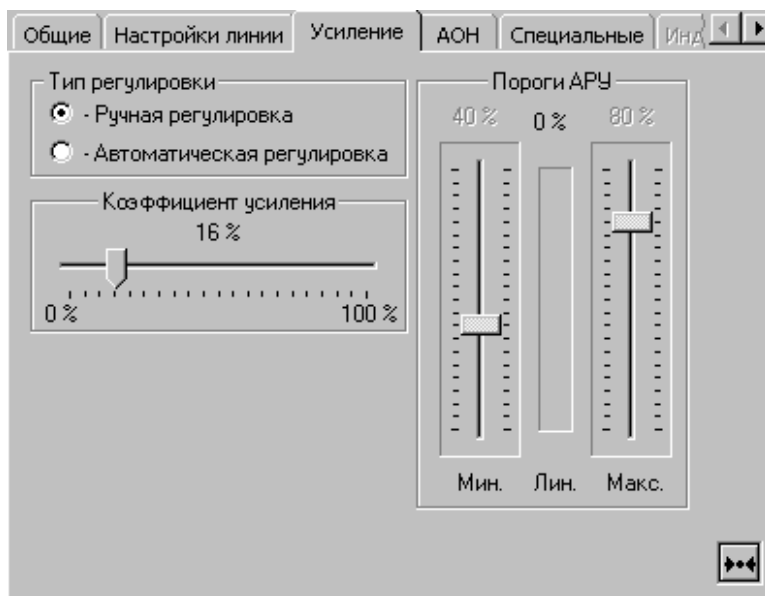 Общие Настройки линии Усиление АОН Специальные Инд
Тип регулировки
- Ручная регулировка
- Автоматическая регулировка
Коэффициент усиления
16 %
0 % 100 %
Пороги АРУ
40 % 0 % 80 %
Мин. Лин. Макс.